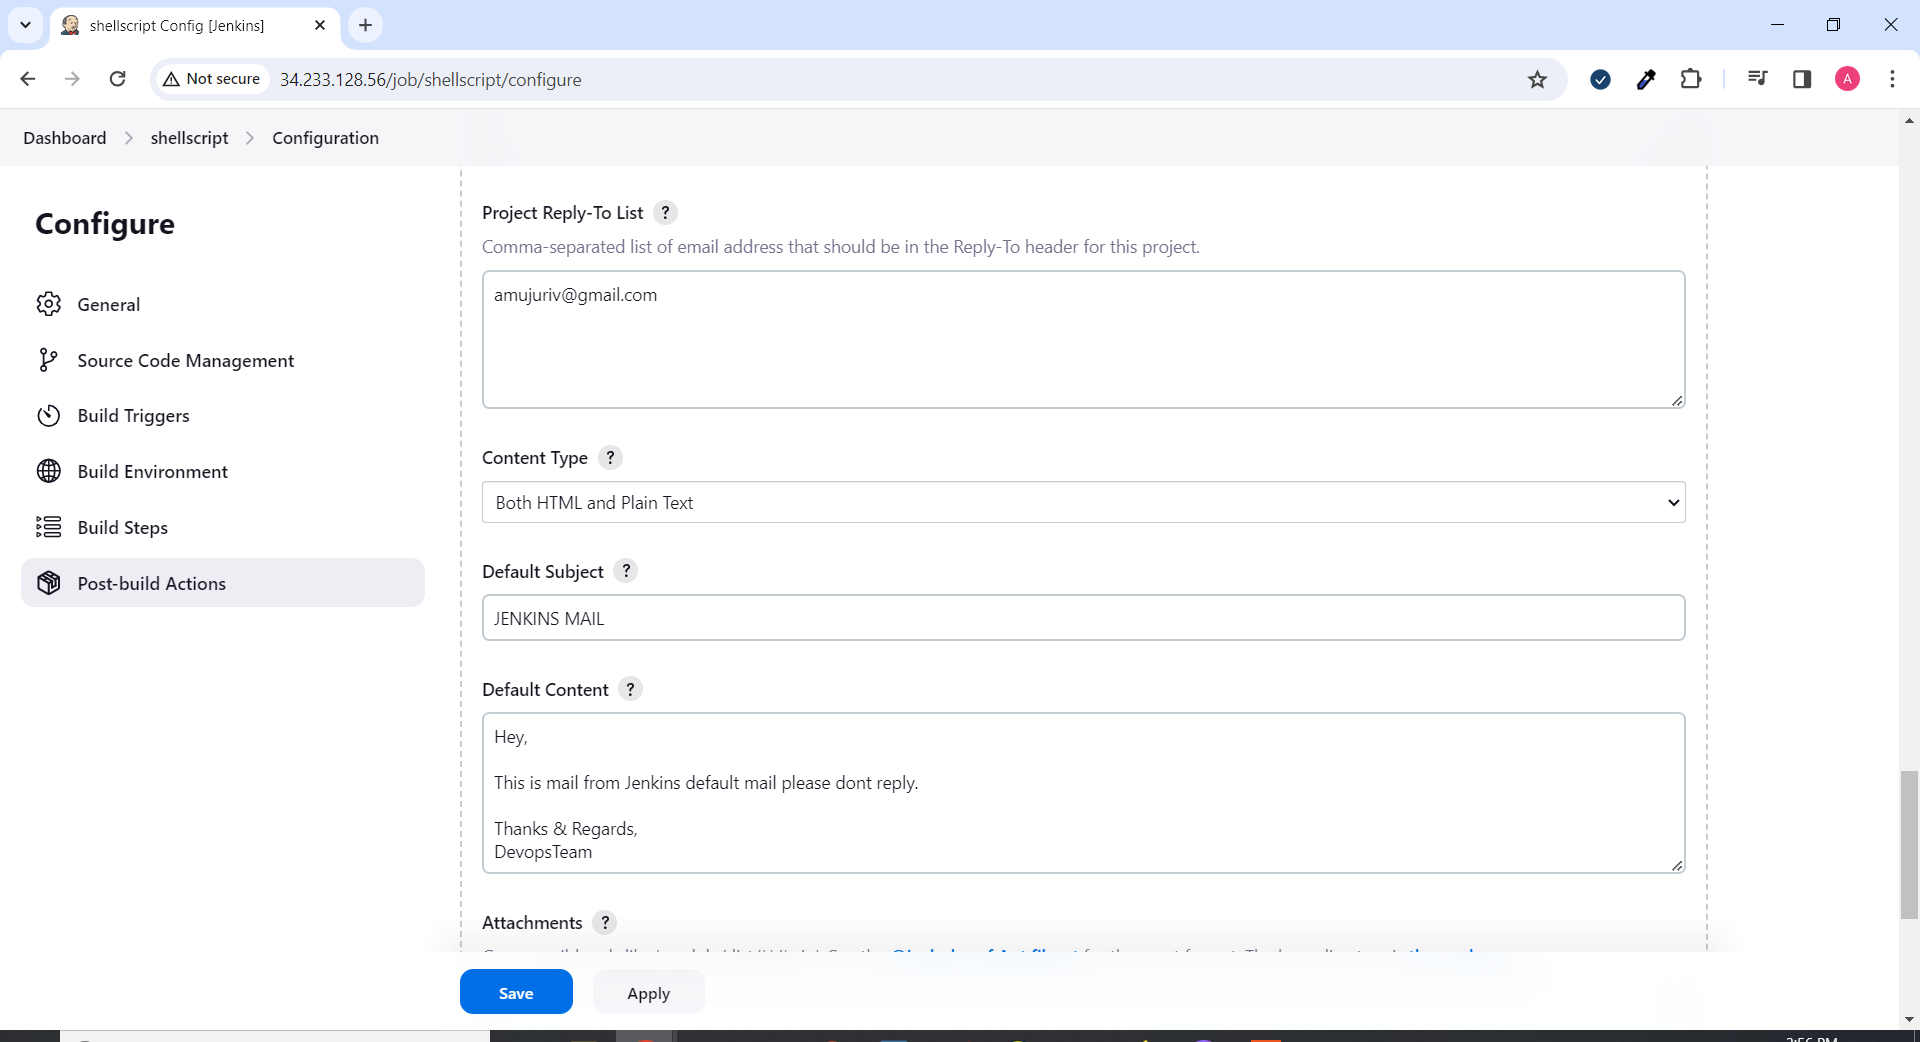 shellscript Config [Jenkins]
Not secure
34.233.128.56/job/shellscript/configure
A
Dashboard
shellscript
Configuration
Configure
General
Source Code Management
Build Triggers
Build Environment
Build Steps
Post-build Actions
Project Reply-To List ?
Comma-separated list of email address that should be in the Reply-To header for this project.
amujuriv@gmail.com
Content Type ?
Both HTML and Plain Text
Default Subject ?
JENKINS MAIL
Default Content ?
Hey,
This is mail from Jenkins default mail please dont reply.
Thanks & Regards,
DevopsTeam
Attachments ?
Save
Apply